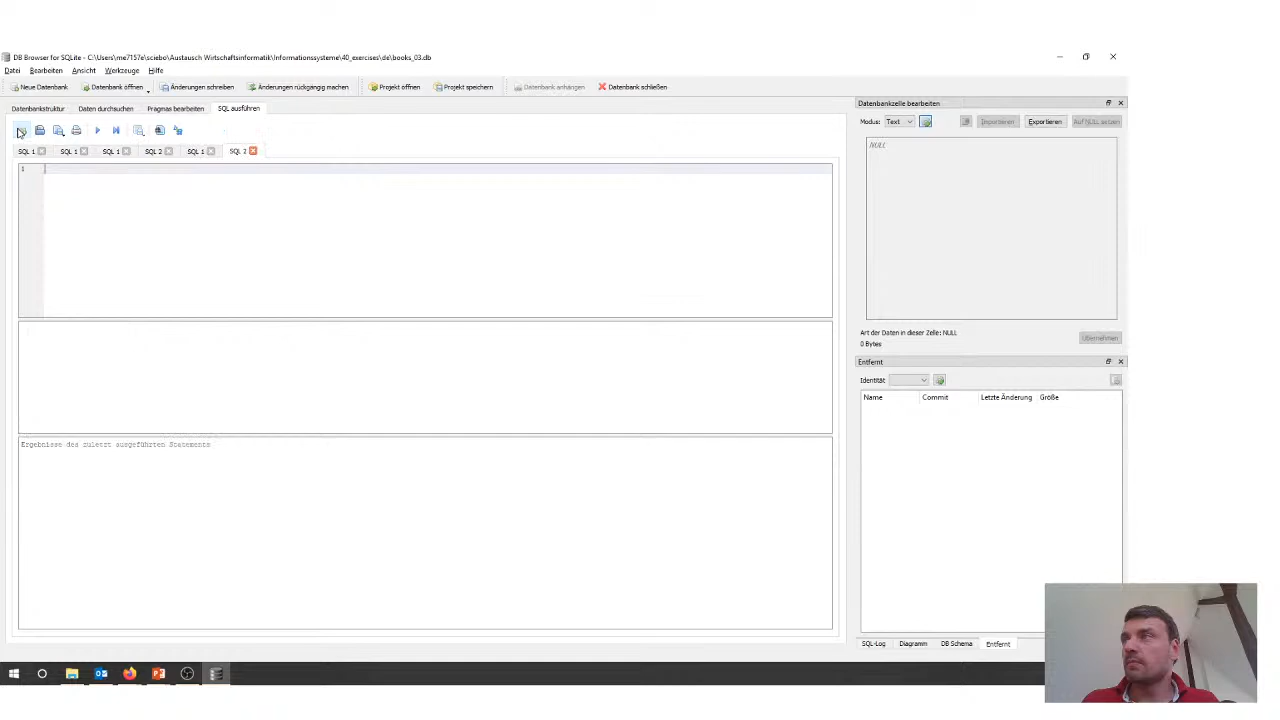 DB Browser for SQLite - C:\Users\me7157e\sciebo\Austausch Wirtschaftsinformatik\Informationssysteme\40_exercises\de\books_03.db
Datei Bearbeiten Ansicht Werkzeuge Hilfe
Neue Datenbank Datenbank öffnen Änderungen schreiben Änderungen rückgängig machen Projekt öffnen Projekt speichern Datenbank anhängen Datenbank schließen
Datenbankstruktur Daten durchsuchen Pragmas bearbeiten SQL ausführen
SQL 1 SQL 1 SQL 1 SQL 2 SQL 1 SQL 2
1
Ergebnisse des zuletzt ausgeführten Statements
Datenbankzelle bearbeiten
Modus: Text Importieren Exportieren Auf NULL setzen
NULL
Art der Daten in dieser Zelle: NULL
0 Bytes
Übernehmen
Entfernt
Identität
Name Commit Letzte Änderung Größe
SQL-Log Diagramm DB Schema Entfernt